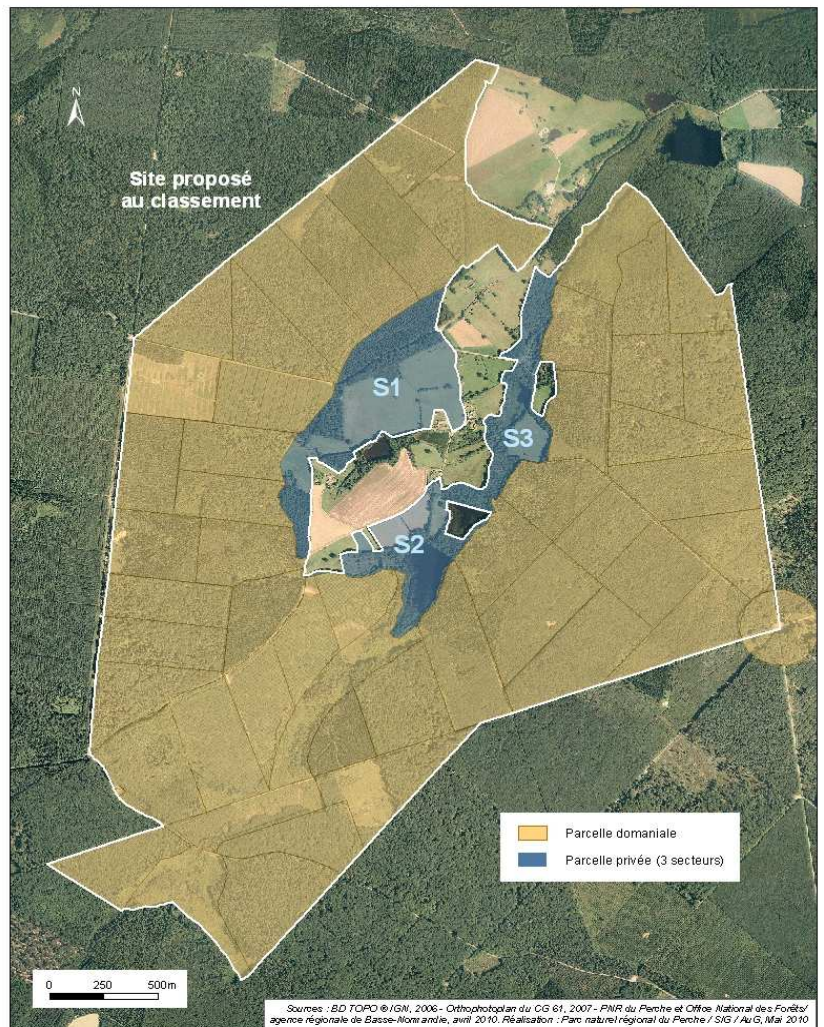 N
Site proposé
au classement
S1
S3
S2
Parcelle domaniale
Parcelle privée (3 secteurs)
0 250 500m
Sources : BD TOPO ® IGN, 2006 - Orthophotoplan du CG 61, 2007 - PNR du Perche et Office National des Forêts/
agence régionale de Basse-Normandie, avril 2010. Réalisation : Parc naturel régional du Perche / SIG / AuG, Mai 2010